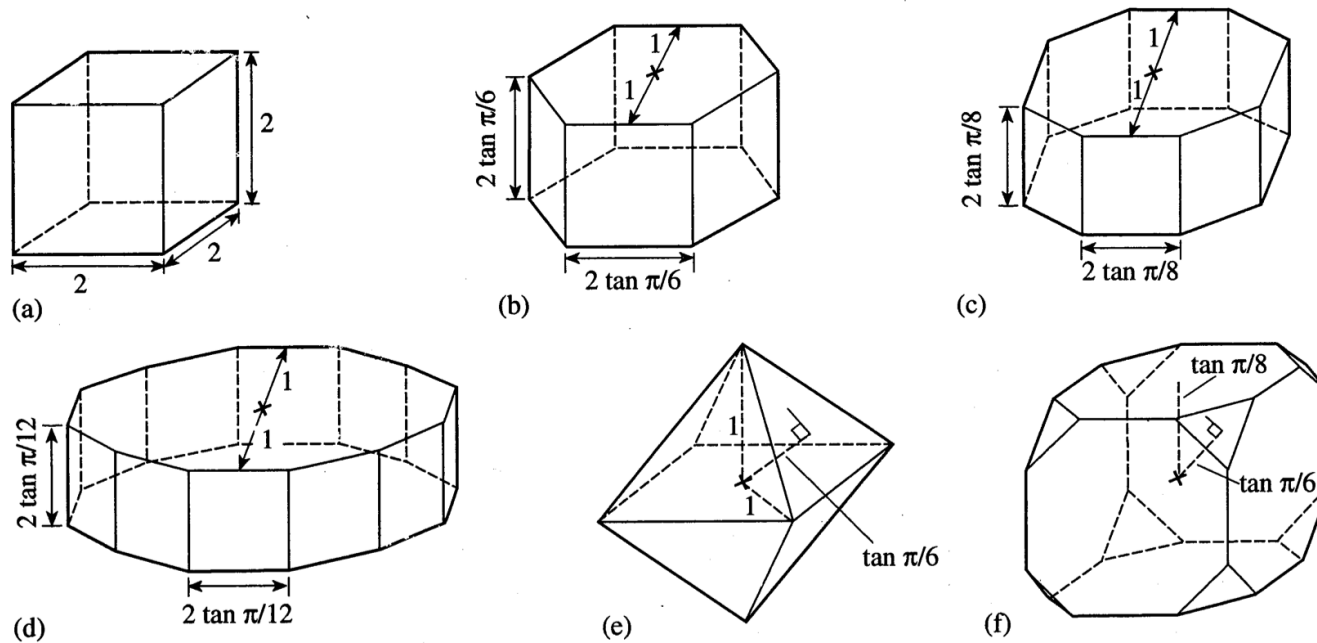 2
2
2
(a)
1
1
2 tan π/6
2 tan π/6
(b)
1
1
2 tan π/8
2 tan π/8
(c)
1
1
2 tan π/12
2 tan π/12
(d)
1
1
tan π/6
(e)
tan π/8
tan π/6
(f)